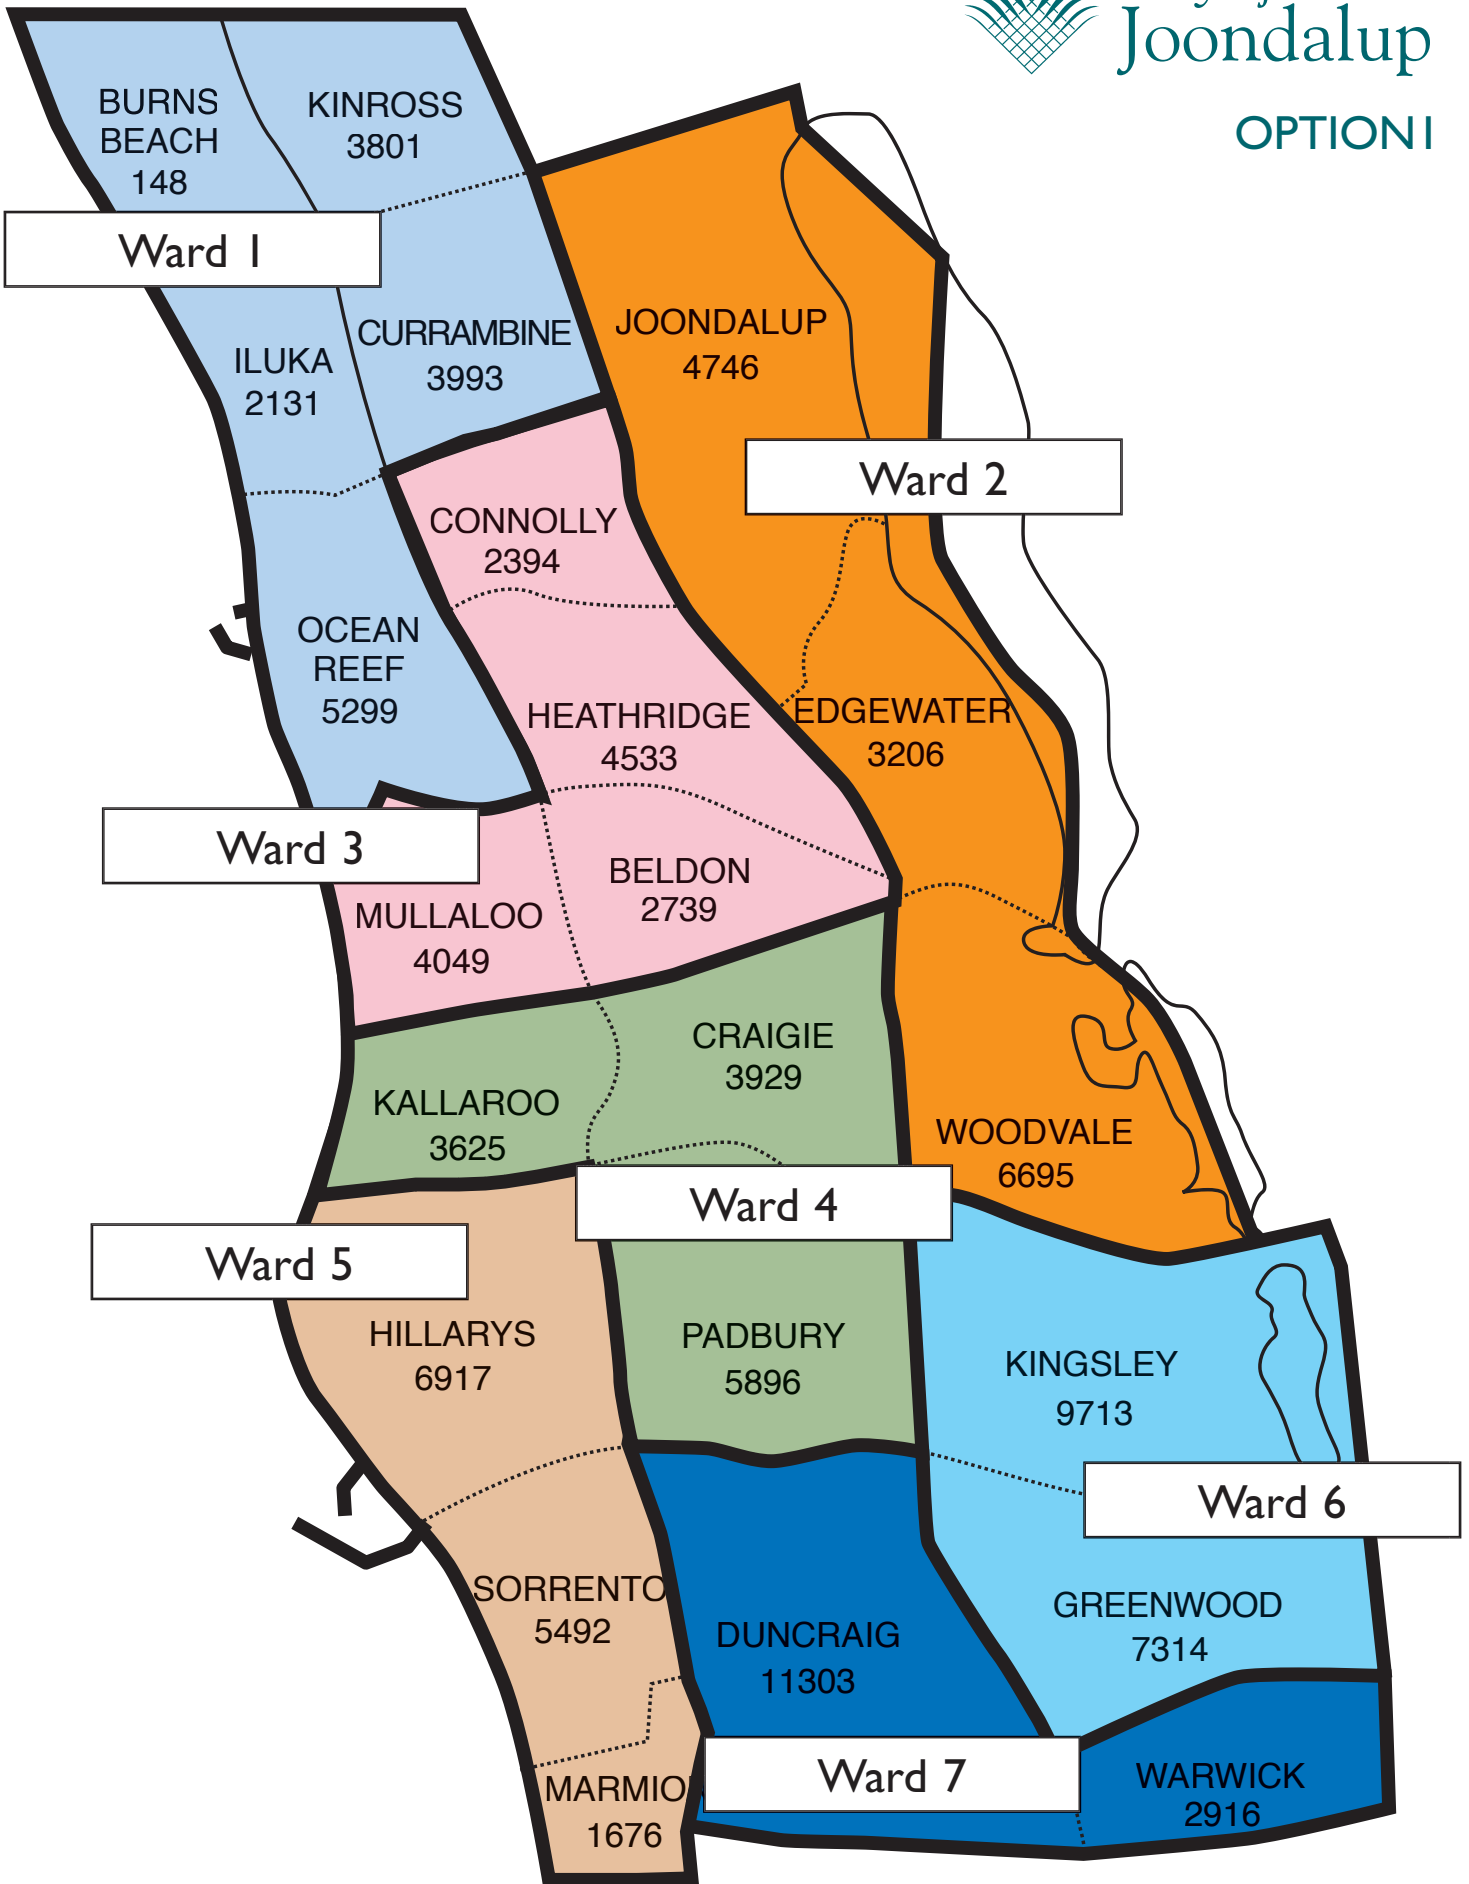 Joondalup
OPTION 1
BURNS
BEACH
148
KINROSS
3801
Ward 1
JOONDALUP
4746
CURRAMBINE
3993
ILUKA
2131
Ward 2
CONNOLLY
2394
OCEAN
REEF
5299
HEATHRIDGE
4533
EDGEWATER
3206
Ward 3
BELDON
2739
MULLALOO
4049
CRAIGIE
3929
KALLAROO
3625
WOODVALE
6695
Ward 4
Ward 5
HILLARYS
6917
PADBURY
5896
KINGSLEY
9713
Ward 6
SORRENTO
5492
GREENWOOD
7314
DUNCRAIG
11303
Ward 7
MARMIO
1676
WARWICK
2916